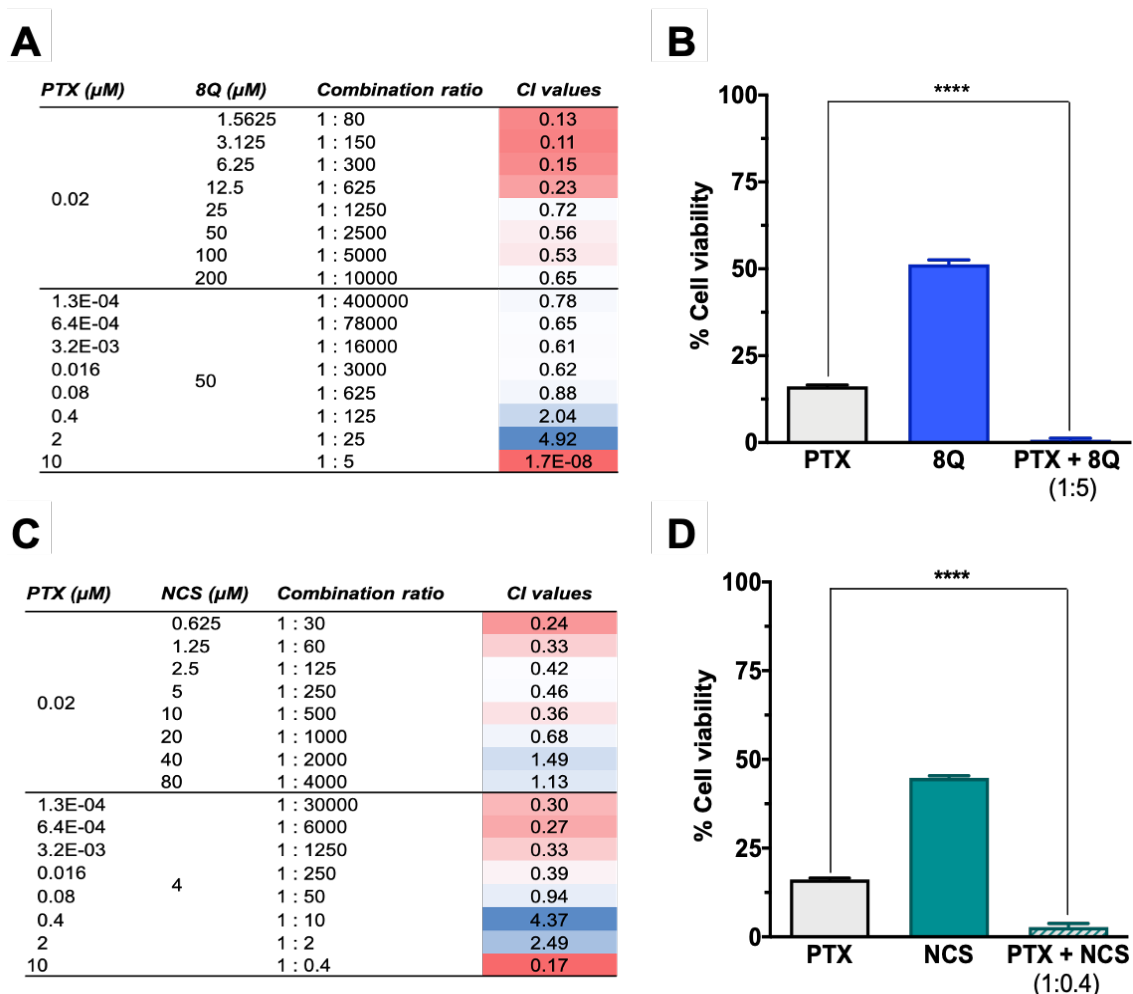 A
PTX (µM) 8Q (µM) Combination ratio CI values
1.5625 1 : 80 0.13
3.125 1 : 150 0.11
6.25 1 : 300 0.15
12.5 1 : 625 0.23
0.02
25 1 : 1250 0.72
50 1 : 2500 0.56
100 1 : 5000 0.53
200 1 : 10000 0.65
1.3E-04 1 : 400000 0.78
6.4E-04 1 : 78000 0.65
3.2E-03 1 : 16000 0.61
0.016 1 : 3000 0.62
50
0.08 1 : 625 0.88
0.4 1 : 125 2.04
2 1 : 25 4.92
10 1 : 5 1.7E-08
B
% Cell viability
100
75
50
25
0
****
PTX 8Q PTX + 8Q
(1:5)
C
PTX (µM) NCS (µM) Combination ratio CI values
0.625 1 : 30 0.24
1.25 1 : 60 0.33
2.5 1 : 125 0.42
5 1 : 250 0.46
0.02
10 1 : 500 0.36
20 1 : 1000 0.68
40 1 : 2000 1.49
80 1 : 4000 1.13
1.3E-04 1 : 30000 0.30
6.4E-04 1 : 6000 0.27
3.2E-03 1 : 1250 0.33
0.016 1 : 250 0.39
4
0.08 1 : 50 0.94
0.4 1 : 10 4.37
2 1 : 2 2.49
10 1 : 0.4 0.17
D
% Cell viability
100
75
50
25
0
****
PTX NCS PTX + NCS
(1:0.4)